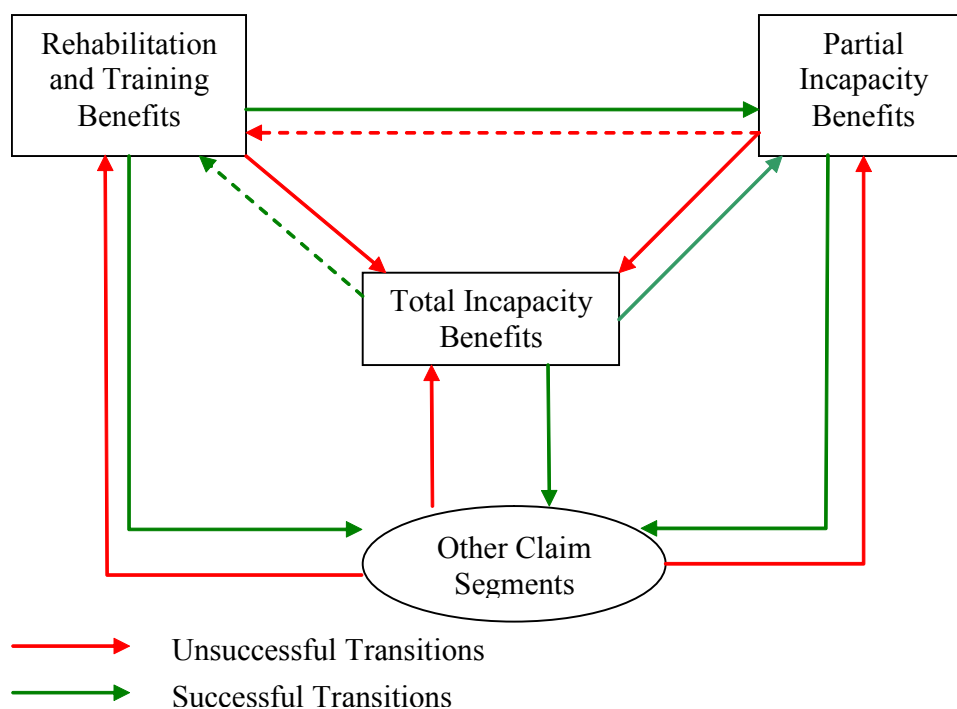 Rehabilitation
and Training
Benefits
Partial
Incapacity
Benefits
Total Incapacity
Benefits
Other Claim
Segments
Unsuccessful Transitions
Successful Transitions